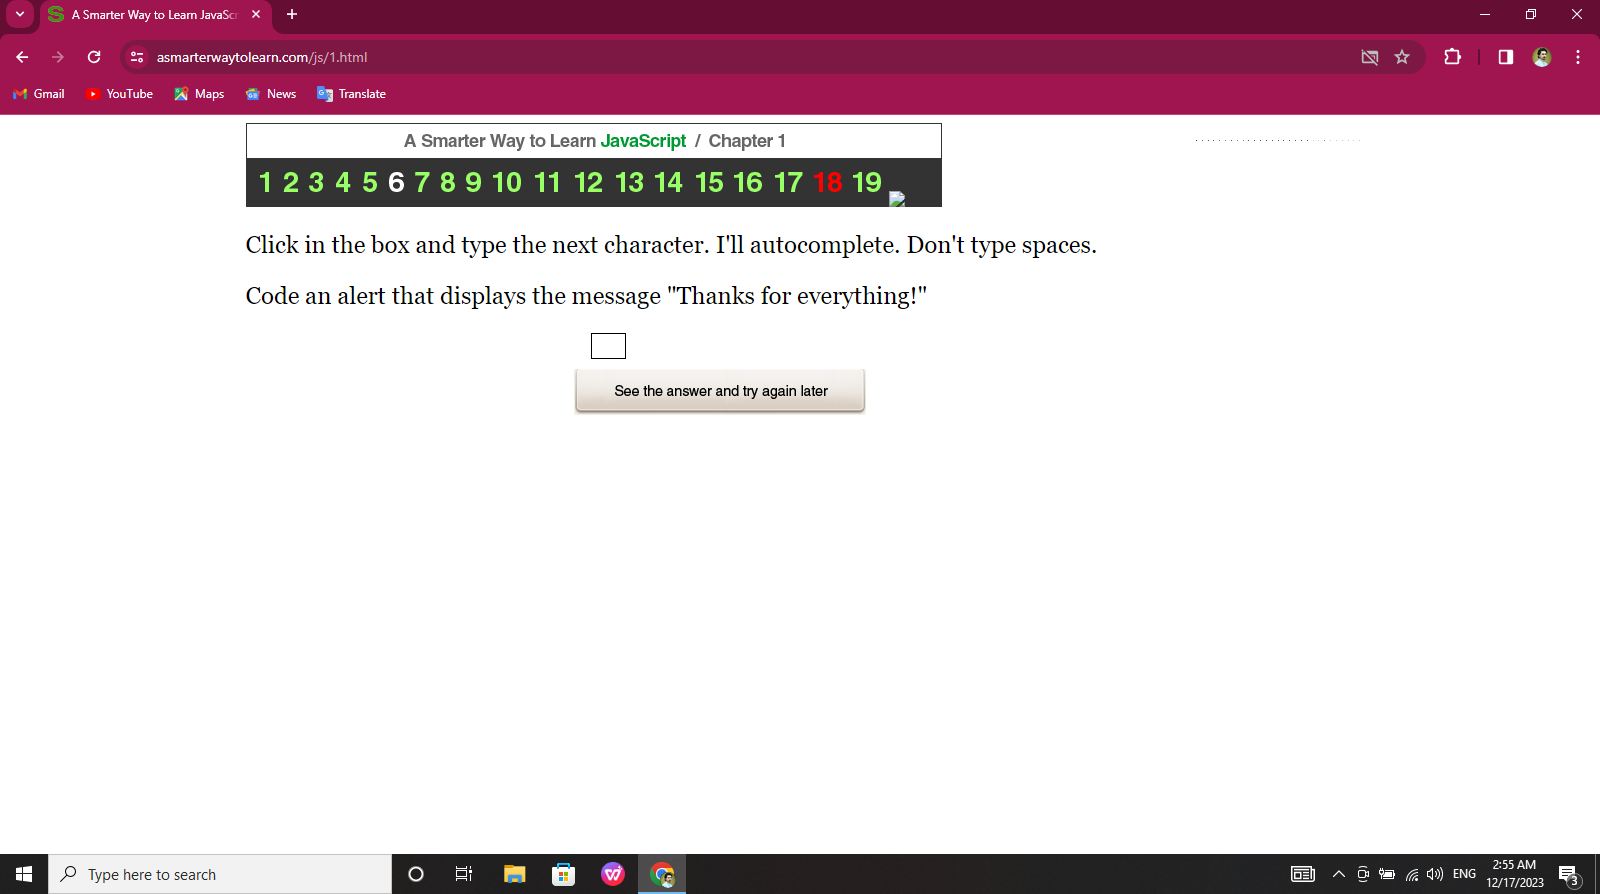 A Smarter Way to Learn JavaSc
asmarterwaytolearn.com/js/1.html
Gmail YouTube Maps News Translate
A Smarter Way to Learn JavaScript / Chapter 1
1 2 3 4 5 6 7 8 9 10 11 12 13 14 15 16 17 18 19
Click in the box and type the next character. I'll autocomplete. Don't type spaces.
Code an alert that displays the message "Thanks for everything!"
See the answer and try again later
Type here to search
ENG
2:55 AM
12/17/2023
3